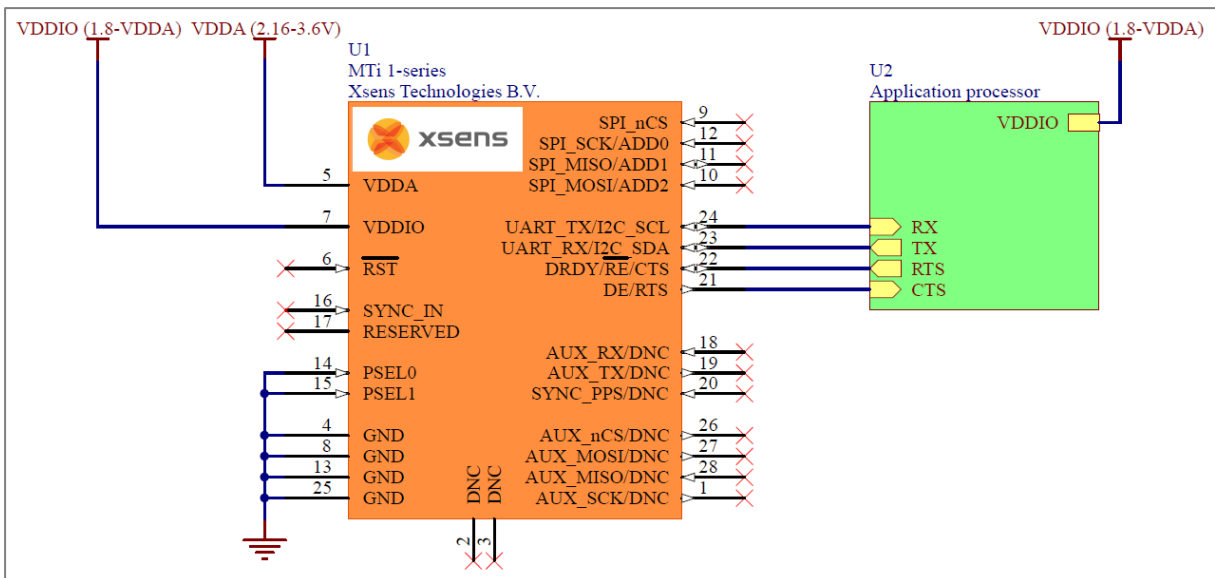 VDDIO (1.8-VDDA) VDDA (2.16-3.6V) VDDIO (1.8-VDDA)
U1
MTi 1-series
Xsens Technologies B.V.
U2
Application processor
xsens
5 VDDA
7 VDDIO
6 RST
16 SYNC_IN
17 RESERVED
14 PSEL0
15 PSEL1
4 GND
8 GND
13 GND
25 GND
2 DNC
3 DNC
SPI_nCS 9
SPI_SCK/ADD0 12
SPI_MISO/ADD1 11
SPI_MOSI/ADD2 10
UART_TX/I2C_SCL 24
UART_RX/I2C_SDA 23
DRDY/RE/CTS 22
DE/RTS 21
AUX_RX/DNC 18
AUX_TX/DNC 19
SYNC_PPS/DNC 20
AUX_nCS/DNC 26
AUX_MOSI/DNC 27
AUX_MISO/DNC 28
AUX_SCK/DNC 1
VDDIO
RX
TX
RTS
CTS